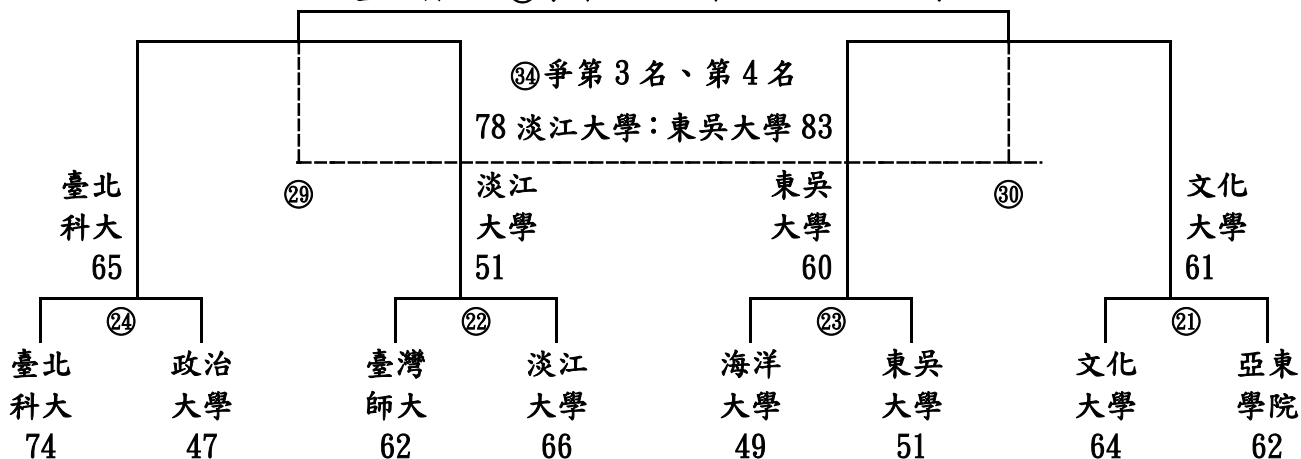 ㉞爭第 3 名、第 4 名
78 淡江大學：東吳大學 83
臺北
科大
65
㉙
淡江
大學
51
東吳
大學
60
㉚
文化
大學
61
㉔
㉒
㉓
㉑
臺北
科大
74
政治
大學
47
臺灣
師大
62
淡江
大學
66
海洋
大學
49
東吳
大學
51
文化
大學
64
亞東
學院
62